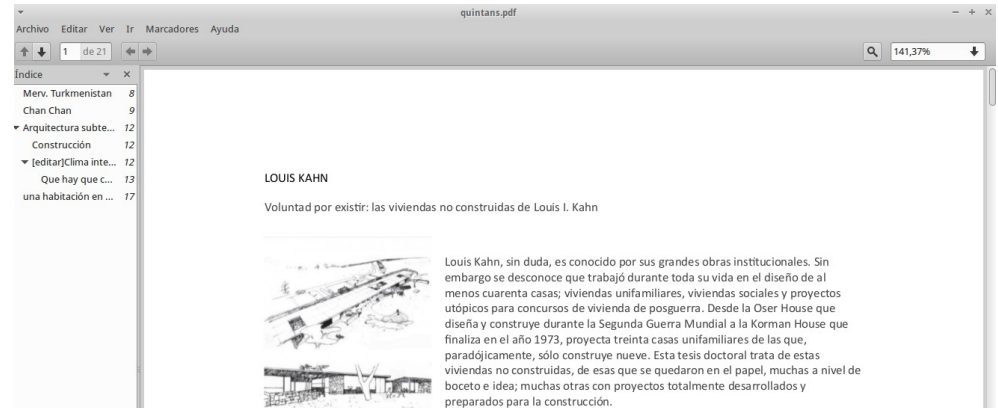 quintans.pdf
Archivo Editar Ver Ir Marcadores Ayuda
1 de 21
141,37%
Índice
Merv. Turkmenistan 8
Chan Chan 9
Arquitectura subte... 12
Construcción 12
[editar]Clima inte... 12
Que hay que c... 13
una habitación en ... 17
LOUIS KAHN
Voluntad por existir: las viviendas no construidas de Louis I. Kahn
Louis Kahn, sin duda, es conocido por sus grandes obras institucionales. Sin
embargo se desconoce que trabajó durante toda su vida en el diseño de al
menos cuarenta casas; viviendas unifamiliares, viviendas sociales y proyectos
utópicos para concursos de vivienda de posguerra. Desde la Oser House que
diseña y construye durante la Segunda Guerra Mundial a la Korman House que
finaliza en el año 1973, proyecta treinta casas unifamiliares de las que,
paradójicamente, sólo construye nueve. Esta tesis doctoral trata de estas
viviendas no construidas, de esas que se quedaron en el papel, muchas a nivel de
boceto e idea; muchas otras con proyectos totalmente desarrollados y
preparados para la construcción.